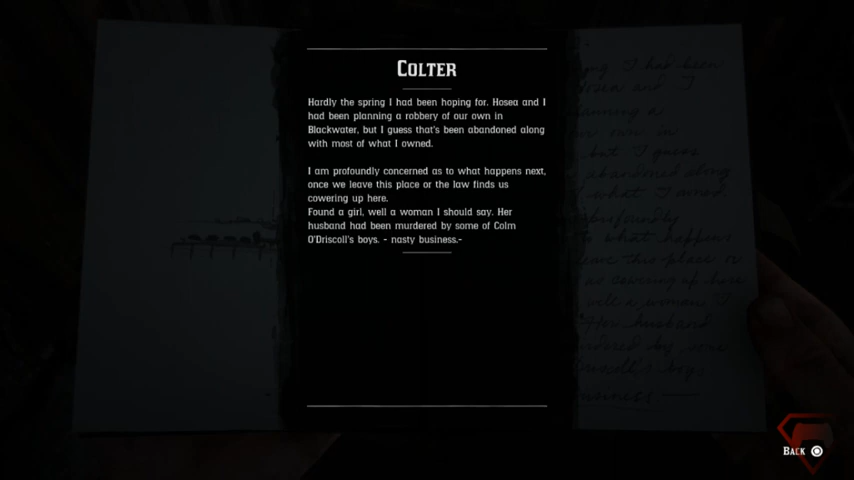 COLTER
Hardly the spring I had been hoping for. Hosea and I
had been planning a robbery of our own in
Blackwater, but I guess that's been abandoned along
with most of what I owned.
I am profoundly concerned as to what happens next,
once we leave this place or the law finds us
cowering up here.
Found a girl, well a woman I should say. Her
husband had been murdered by some of Colm
O'Driscoll's boys. - nasty business.-
BACK